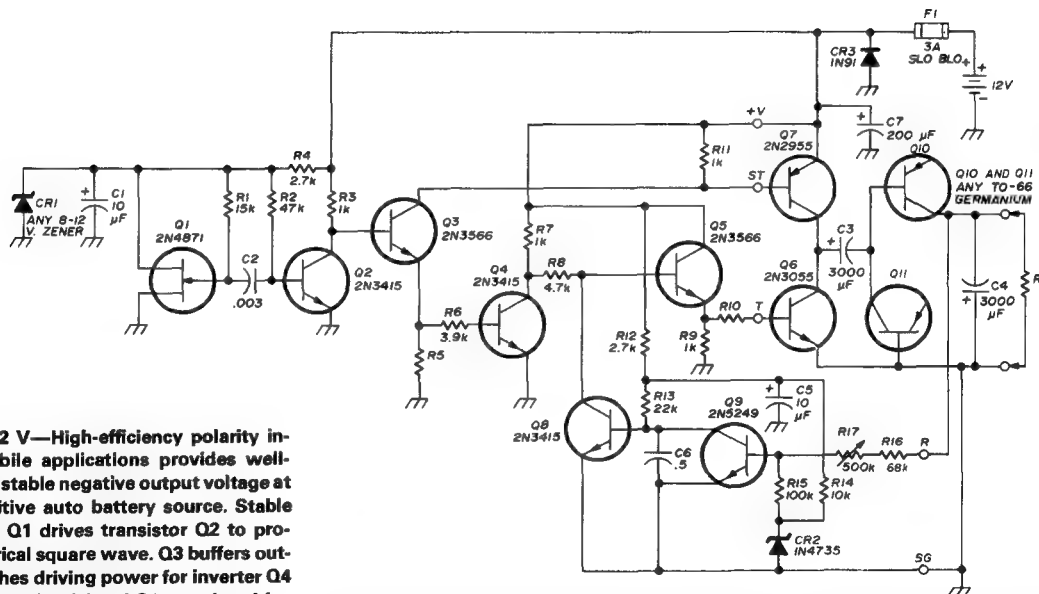 F1
3A
SLO BLO
+
+
12V
-
CR3
1N91
+V
R11
1k
ST
Q7
2N2955
+
C7
200 µF
Q10
Q10 AND Q11
ANY TO-66
GERMANIUM
R4
2.7k
CR1
ANY 8-12
V. ZENER
+
C1
10
µF
R1
15k
R2
47k
R3
1k
Q1
2N4871
C2
.003
Q2
2N3415
Q3
2N3566
R7
1k
Q4
2N3415
R8
4.7k
Q5
2N3566
Q6
2N3055
+
C3
3000
µF
Q11
C4
3000
µF
+
R
R6
3.9k
R5
R12
2.7k
R9
1k
R10
T
R13
22k
+
C5
10
µF
Q8
2N3415
C6
.5
Q9
2N5249
R17
500k
R16
68k
R
R15
100k
R14
10k
CR2
1N4735
SG
2 V—High-efficiency polarity in-
bile applications provides well-
stable negative output voltage at
itive auto battery source. Stable
Q1 drives transistor Q2 to pro-
rical square wave. Q3 buffers out-
hes driving power for inverter Q4